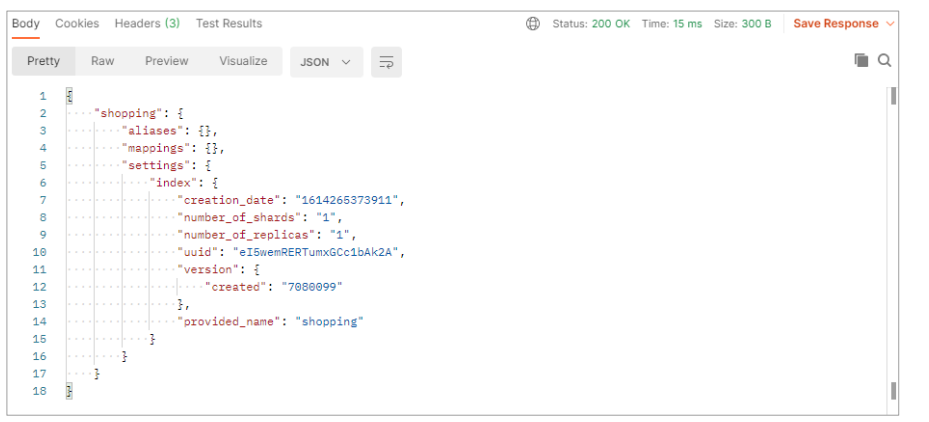 Body Cookies Headers (3) Test Results Status: 200 OK Time: 15 ms Size: 300 B Save Response
Pretty Raw Preview Visualize JSON
1 {
2 "shopping": {
3 "aliases": {},
4 "mappings": {},
5 "settings": {
6 "index": {
7 "creation_date": "1614265373911",
8 "number_of_shards": "1",
9 "number_of_replicas": "1",
10 "uuid": "eI5wemRERTumxGCc1bAk2A",
11 "version": {
12 "created": "7080099"
13 },
14 "provided_name": "shopping"
15 }
16 }
17 }
18 }